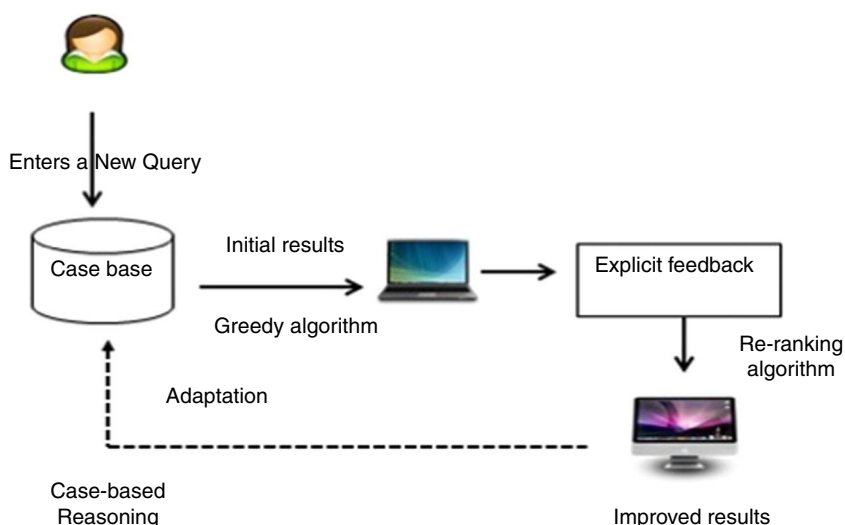 Enters a New Query
Case base
Initial results
Greedy algorithm
Explicit feedback
Re-ranking
algorithm
Adaptation
Case-based
Reasoning
Improved results